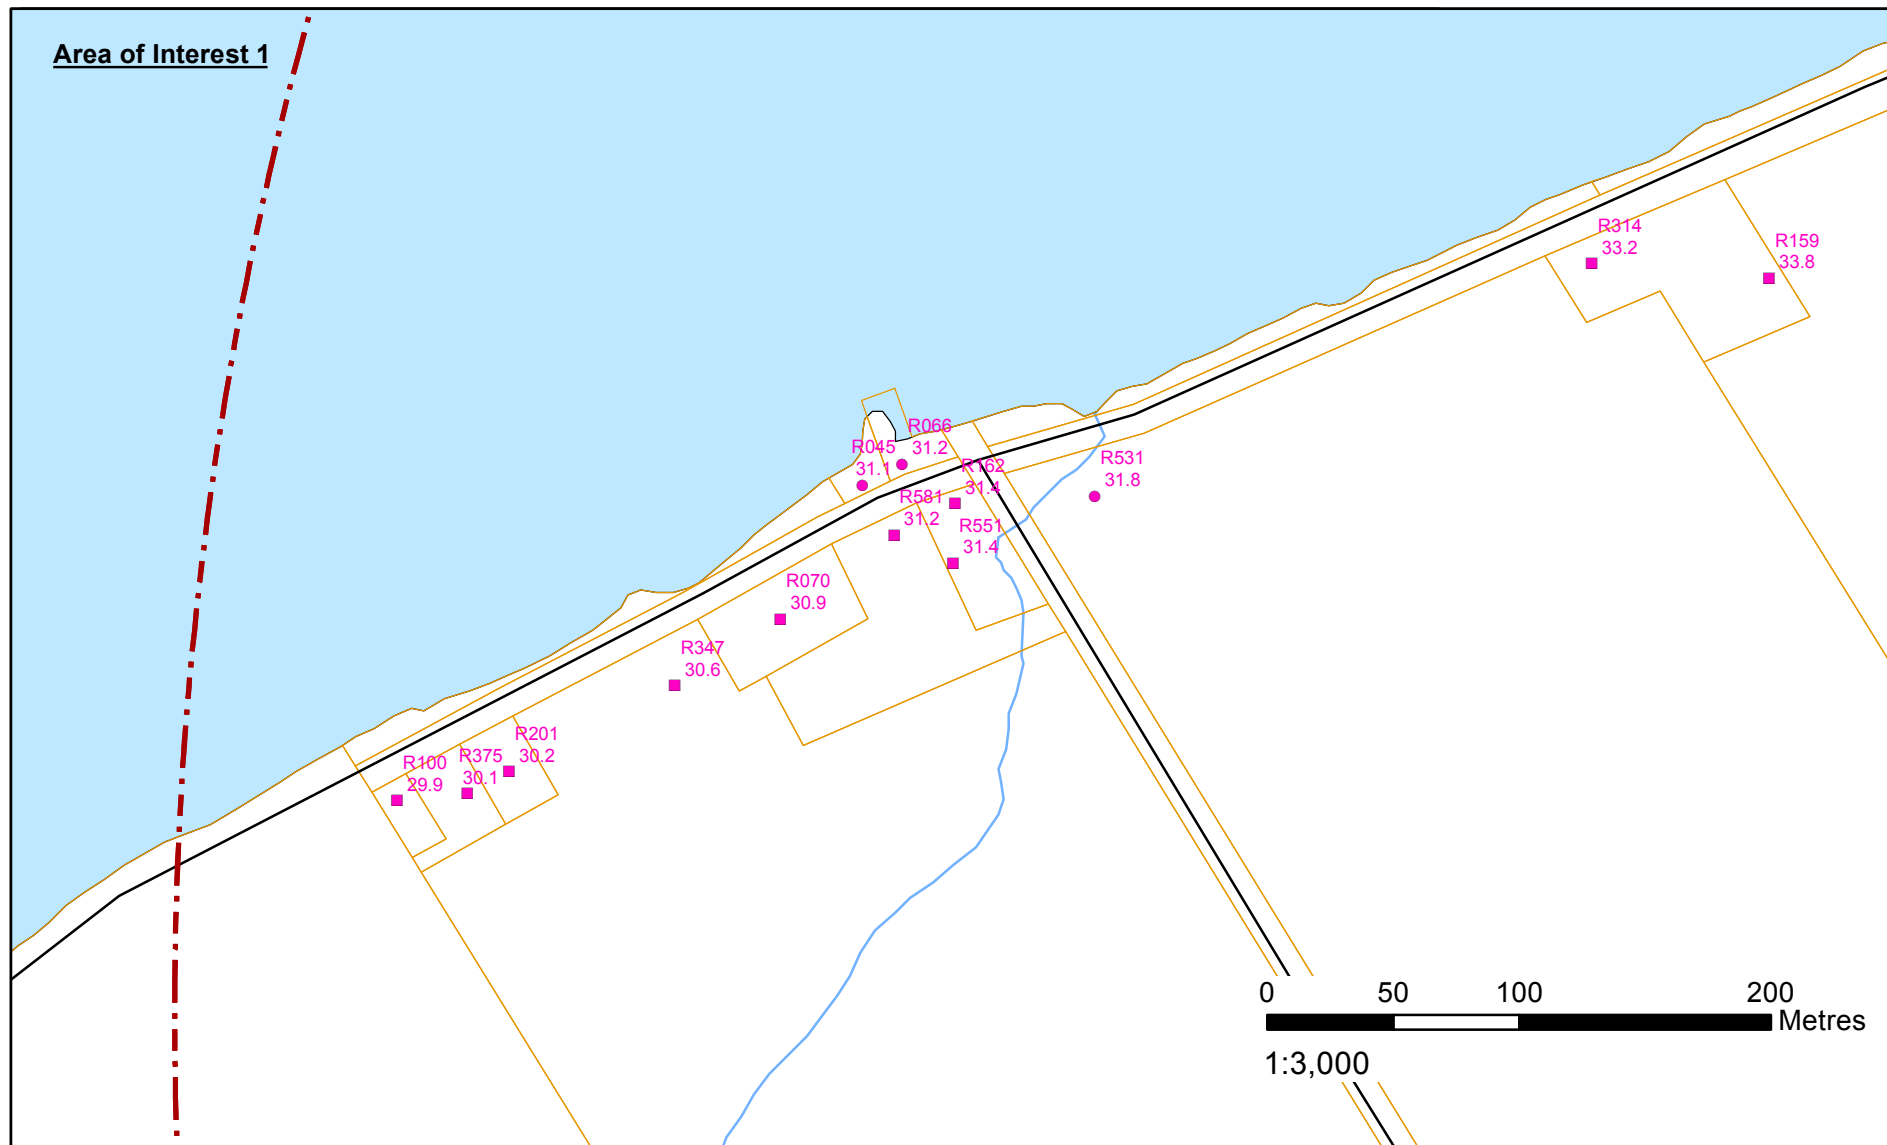 Area of Interest 1
R314
33.2
R159
33.8
R066
31.2
R045
31.1
R162
31.4
R531
31.8
R581
31.2
R551
31.4
R070
30.9
R347
30.6
R201
30.2
R375
30.1
R100
29.9
0 50 100 200
Metres
1:3,000